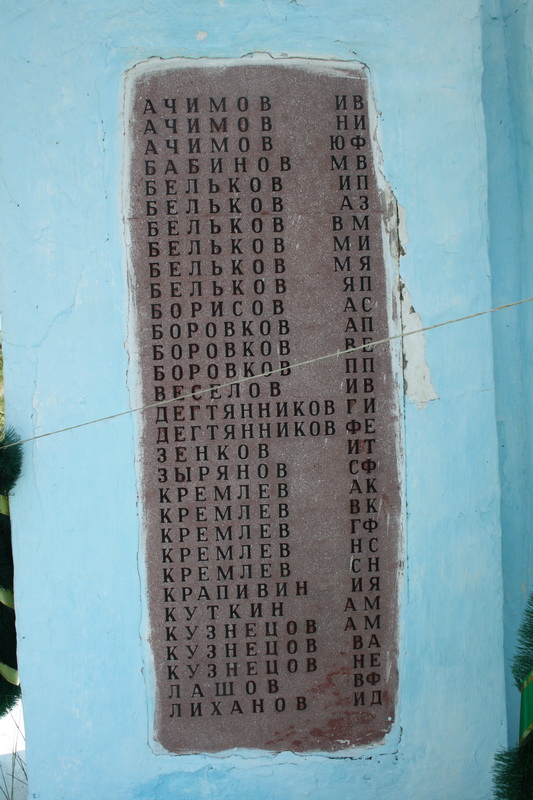 АЧИМОВ ИВ
АЧИМОВ НИ
АЧИМОВ ЮФ
БАБИНОВ МВ
БЕЛЬКОВ ИП
БЕЛЬКОВ АЗ
БЕЛЬКОВ ВМ
БЕЛЬКОВ МИ
БЕЛЬКОВ МЯ
БЕЛЬКОВ ЯП
БОРИСОВ АС
БОРОВКОВ АП
БОРОВКОВ ВЕ
БОРОВКОВ ПП
ВЕСЕЛОВ ИВ
ДЕГТЯННИКОВ ГИ
ДЕГТЯННИКОВ ФЕ
ЗЕНКОВ ИТ
ЗЫРЯНОВ СФ
КРЕМЛЕВ АК
КРЕМЛЕВ ВК
КРЕМЛЕВ ГФ
КРЕМЛЕВ НС
КРЕМЛЕВ СН
КРАПИВИН ИЯ
КУТКИН АМ
КУЗНЕЦОВ АМ
КУЗНЕЦОВ ВА
КУЗНЕЦОВ НЕ
ЛАШОВ ВФ
ЛИХАНОВ ИД